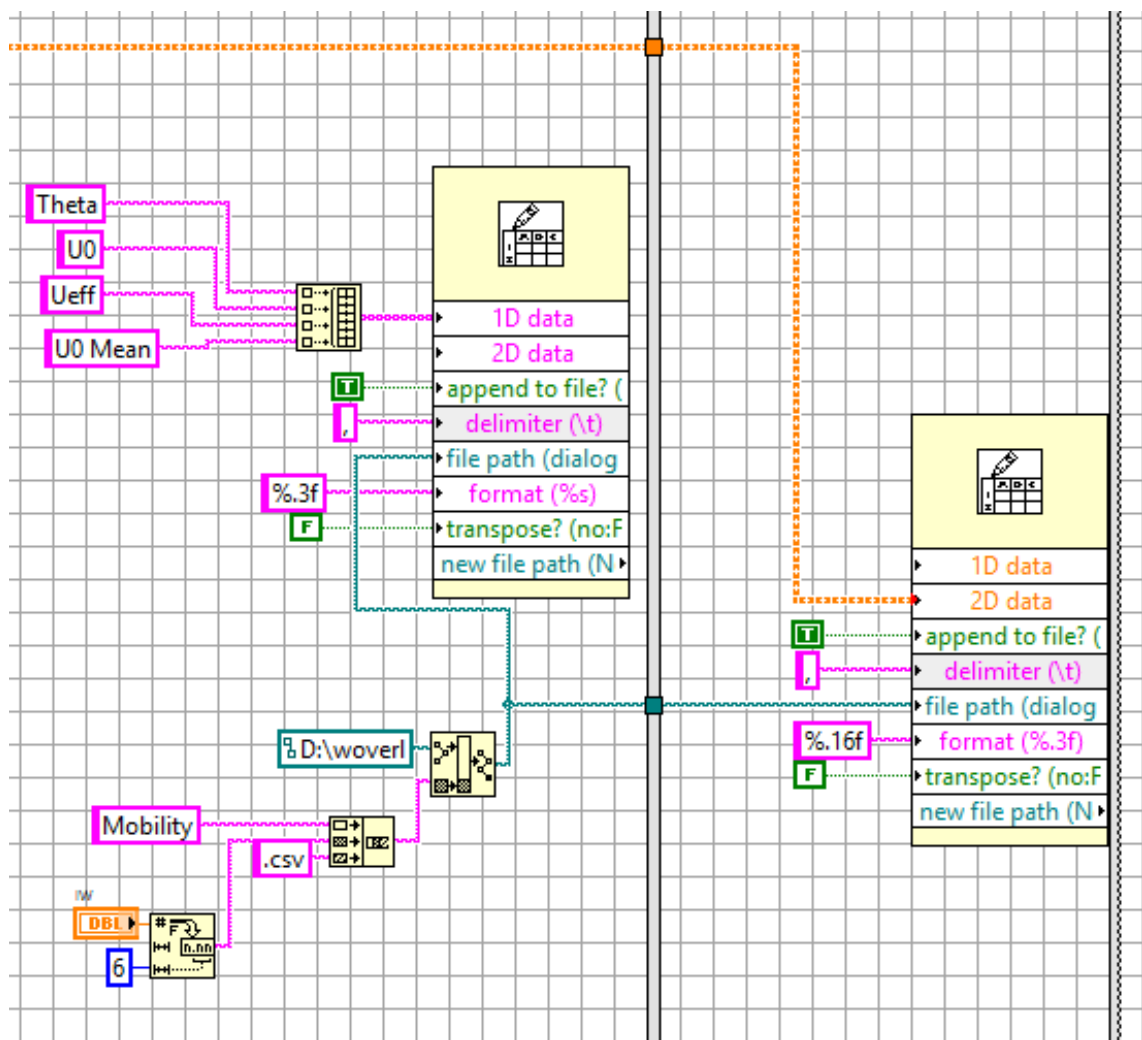 Theta
U0
Ueff
U0 Mean
1D data
2D data
T
append to file? (
,
delimiter (\t)
file path (dialog
%.3f
format (%s)
F
transpose? (no:F
new file path (N
D:\woverl
Mobility
.csv
DBL
#
n.nn
6
1D data
2D data
T
append to file? (
,
delimiter (\t)
file path (dialog
%.16f
format (%.3f)
F
transpose? (no:F
new file path (N